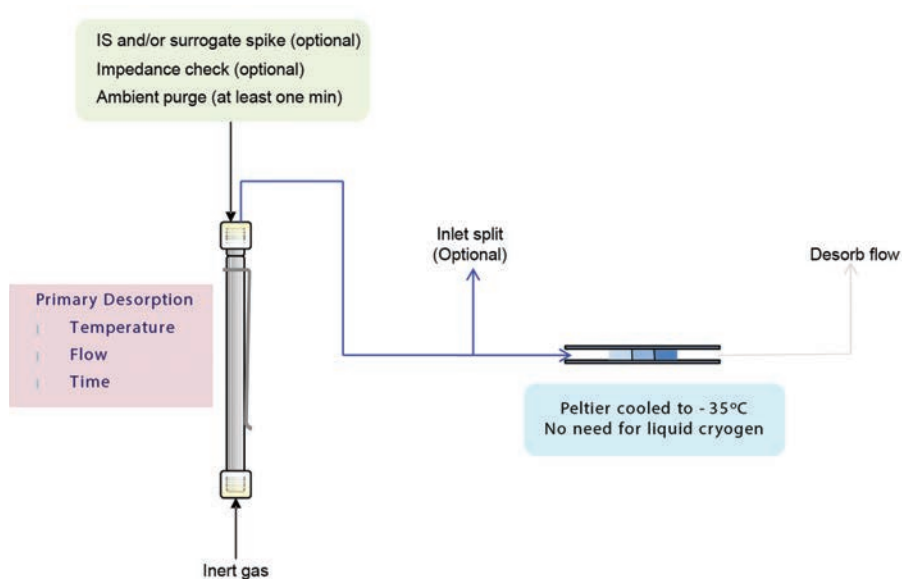 IS and/or surrogate spike (optional)
Impedance check (optional)
Ambient purge (at least one min)
Inlet split
(Optional)
Desorb flow
Primary Desorption
Temperature
Flow
Time
Peltier cooled to - 35ºC
No need for liquid cryogen
Inert gas